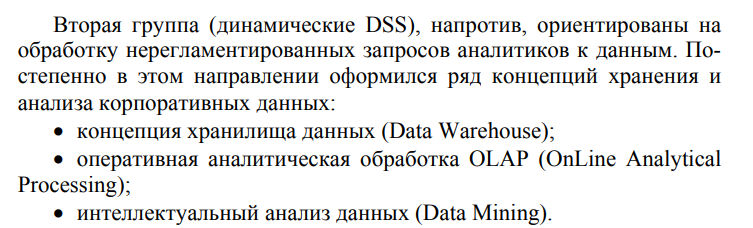 Вторая группа (динамические DSS), напротив, ориентированы на
обработку нерегламентированных запросов аналитиков к данным. По-
степенно в этом направлении оформился ряд концепций хранения и
анализа корпоративных данных:
• концепция хранилища данных (Data Warehouse);
• оперативная аналитическая обработка OLAP (OnLine Analytical
Processing);
• интеллектуальный анализ данных (Data Mining).